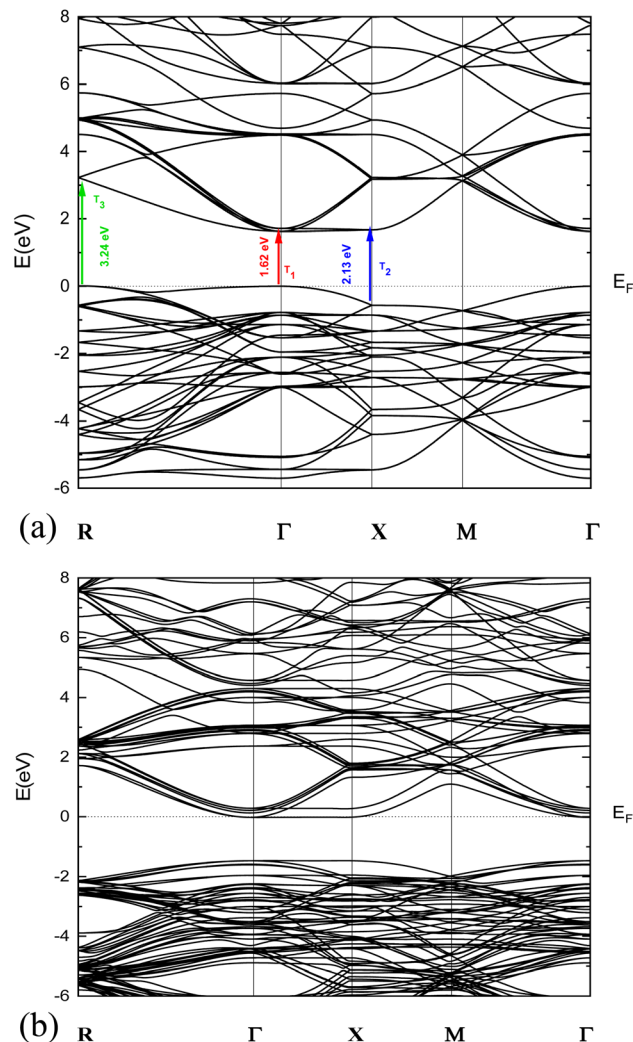 8
6
4
2
0
-2
-4
-6
E(eV)
T3
3.24 eV
1.62 eV
T1
2.13 eV
T2
EF
(a)
R Γ X M Γ
8
6
4
2
0
-2
-4
-6
E(eV)
EF
(b)
R Γ X M Γ